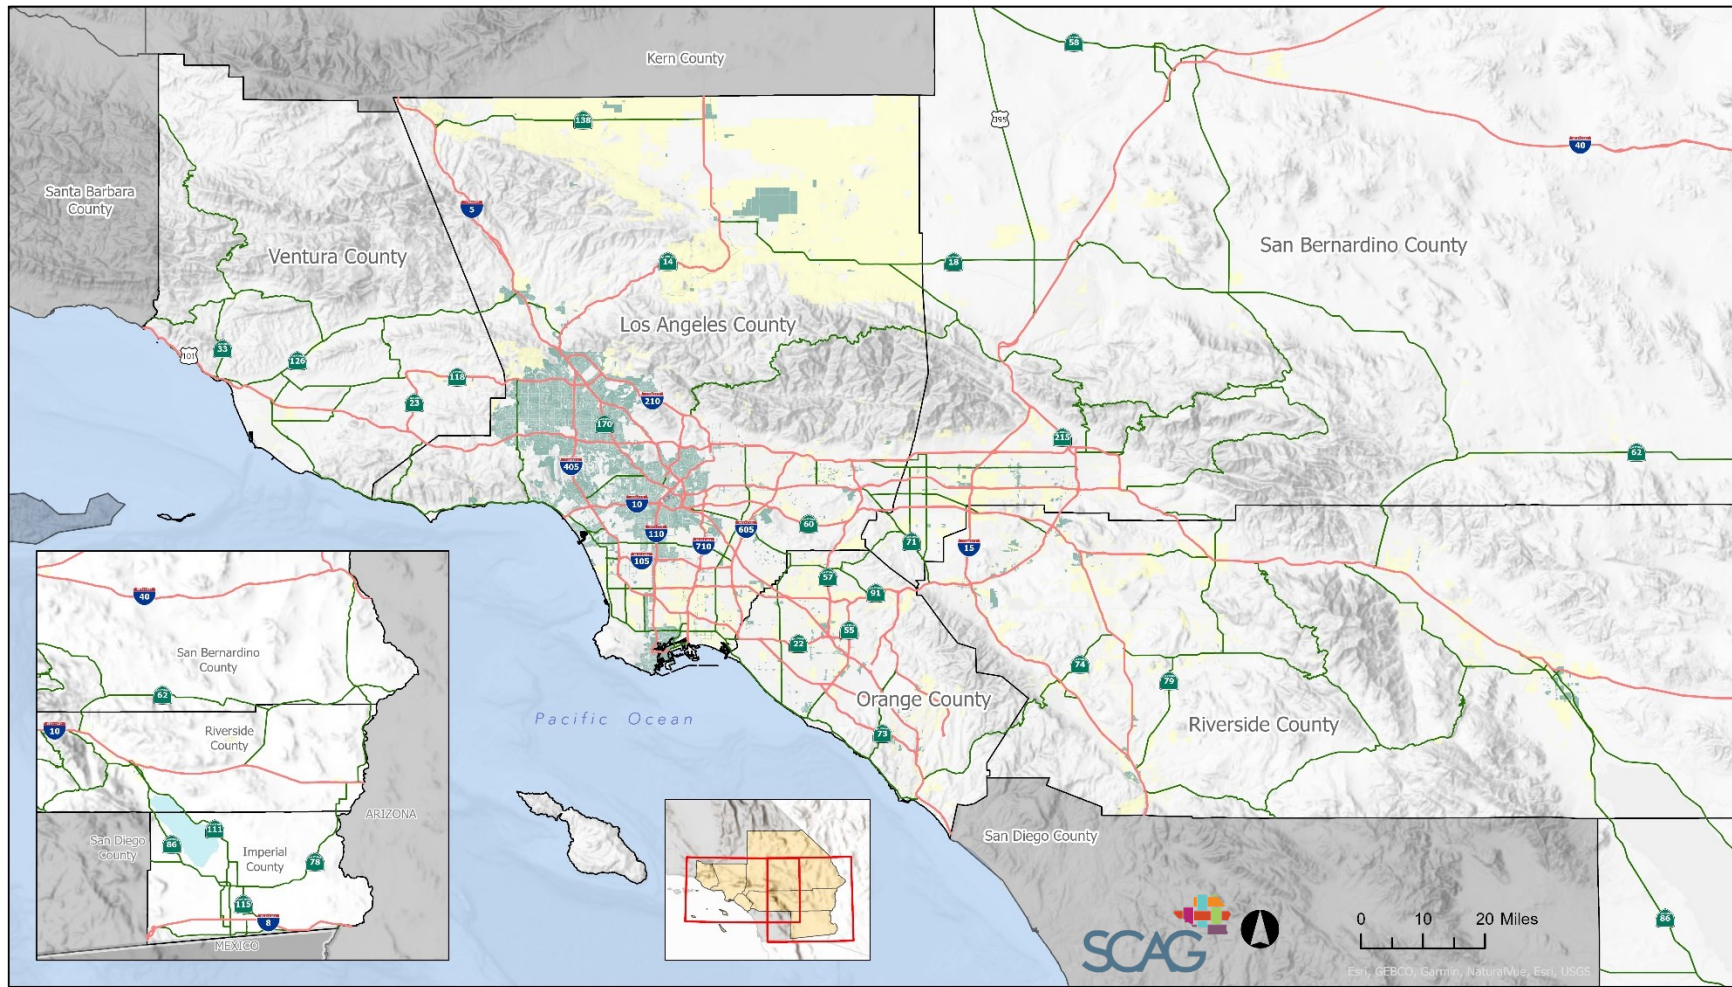 Kern County
58
395
138
40
Santa Barbara
County
5
Ventura County
San Bernardino County
14
18
Los Angeles County
33
101
126
118
23
210
170
215
62
405
10
110
605
60
710
71
15
105
57
91
55
22
74
79
Orange County
73
Riverside County
Pacific Ocean
San Diego County
86
40
San Bernardino
County
62
10
Riverside
County
ARIZONA
San Diego
County
111
86
Imperial
County
78
115
8
MEXICO
SCAG
0 10 20 Miles
Esri, GEBCO, Garmin, NaturalVue, Esri, USGS